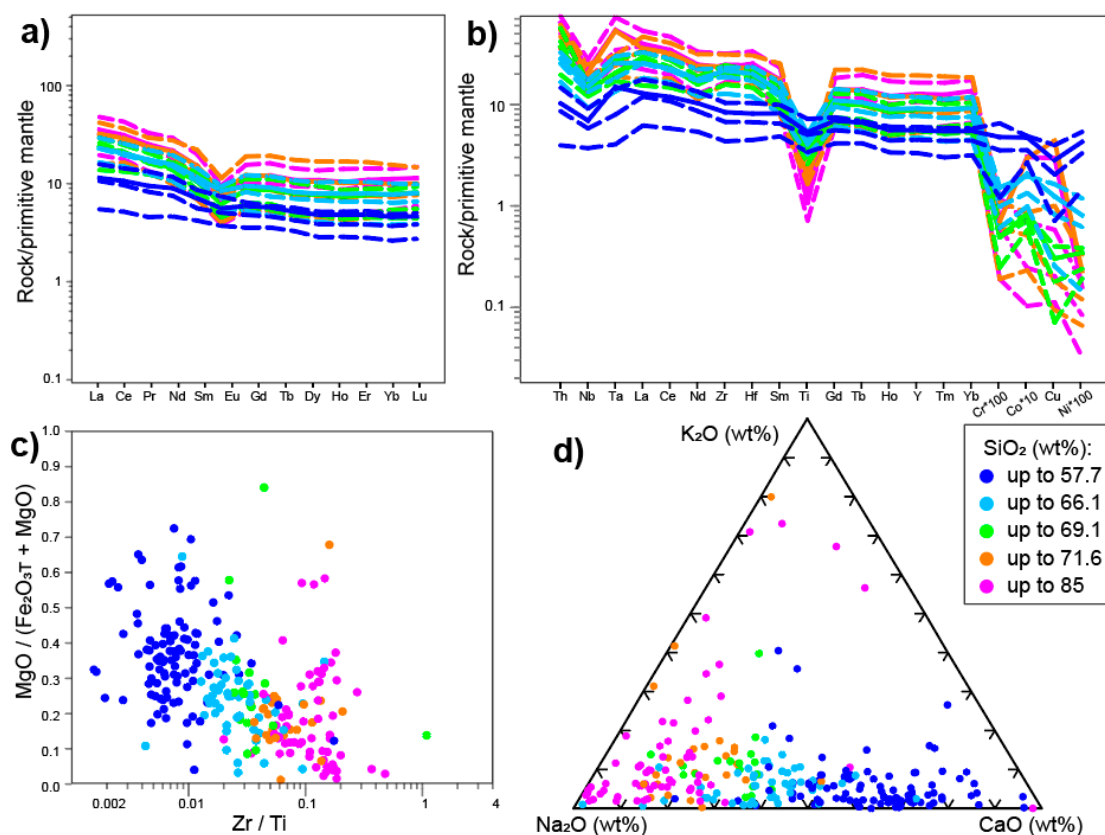 a)
Rock/primitive mantle
100
10
1
0.1
La Ce Pr Nd Sm Eu Gd Tb Dy Ho Er Yb Lu
b)
Rock/primitive mantle
10
1
0.1
Th Nb Ta La Ce Nd Zr Hf Sm Ti Gd Tb Ho Y Tm Yb Cr*100 Co*10 Cu Ni*100
c)
MgO / (Fe₂O₃T + MgO)
1.0
0.9
0.8
0.7
0.6
0.5
0.4
0.3
0.2
0.1
0.0
0.002 0.01 0.1 1 4
Zr / Ti
d)
K₂O (wt%)
Na₂O (wt%)
CaO (wt%)
SiO₂ (wt%):
up to 57.7
up to 66.1
up to 69.1
up to 71.6
up to 85